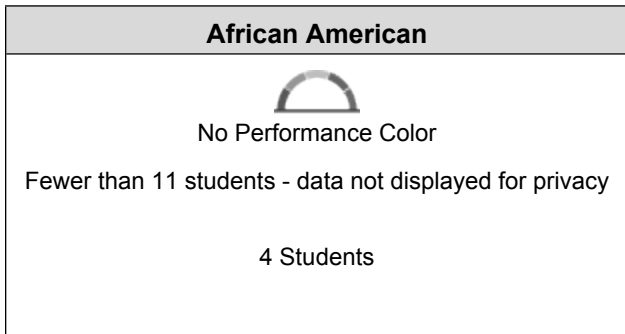 African American
No Performance Color
Fewer than 11 students - data not displayed for privacy
4 Students